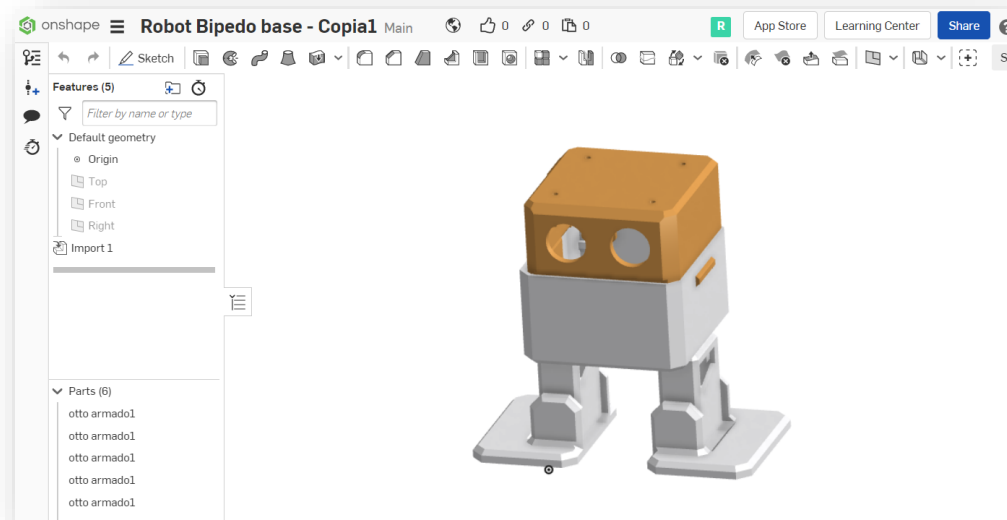 onshape Robot Bipedo base - Copia1 Main 0 0 0 R App Store Learning Center Share
Sketch
Features (5)
Filter by name or type
Default geometry
Origin
Top
Front
Right
Import 1
Parts (6)
otto armado1
otto armado1
otto armado1
otto armado1
otto armado1